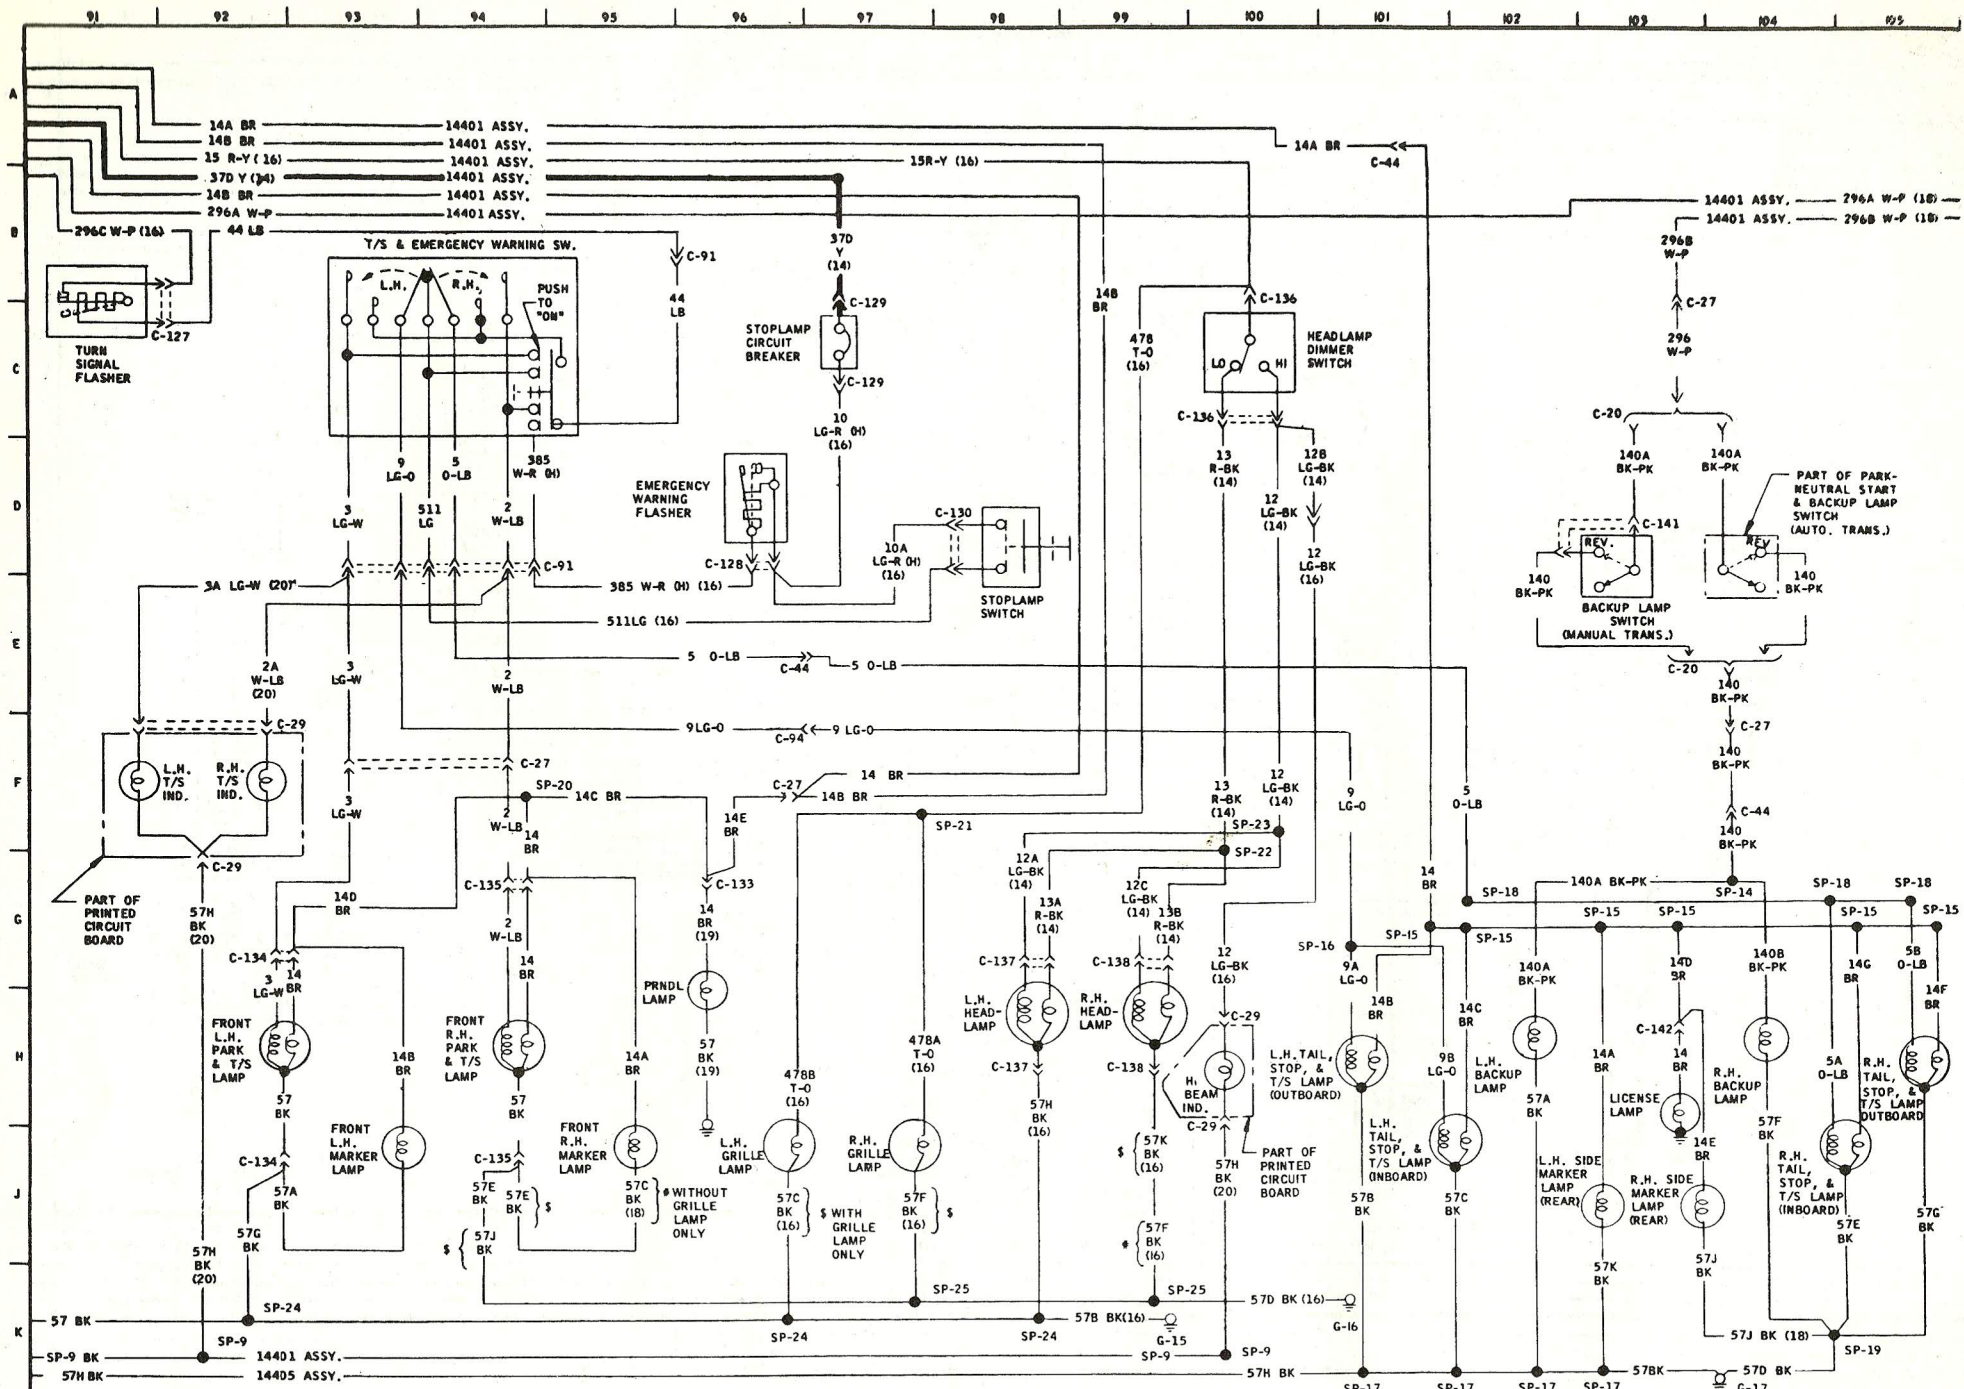 91 92 93 94 95 96 97 98 99 100 101 102 103 104 105
A
14A BR 14401 ASSY.
14B BR 14401 ASSY.
15 R-Y (16) 14401 ASSY. 15R-Y (16)
37D Y (14) 14401 ASSY.
14B BR 14401 ASSY.
296A W-P 14401 ASSY.
14A BR
C-44
14401 ASSY. 296A W-P (18)
14401 ASSY. 296B W-P (18)
B
296C W-P (16) 44 LB
T/S & EMERGENCY WARNING SW.
C-91
37D
Y
(14)
296B
W-P
C-127
TURN
SIGNAL
FLASHER
L.H. R.H.
PUSH
TO
"ON"
44
LB
C-129
STOPLAMP
CIRCUIT
BREAKER
C-129
14B
BR
C-136
478
T-O
(16)
HEADLAMP
DIMMER
SWITCH
LO HI
C-136
C-27
296
W-P
C-20
C
10
LG-R (H)
(16)
9
LG-O
5
O-LB
385
W-R (H)
EMERGENCY
WARNING
FLASHER
C-128
13
R-BK
(14)
12B
LG-BK
(14)
12
LG-BK
(14)
12
LG-BK
(16)
140A
BK-PK
140A
BK-PK
PART OF PARK-
NEUTRAL START
& BACKUP LAMP
SWITCH
(AUTO. TRANS.)
D
3
LG-W
511
LG
2
W-LB
C-91
C-130
10A
LG-R (H)
(16)
STOPLAMP
SWITCH
C-141
REV.
REV
140
BK-PK
140
BK-PK
BACKUP LAMP
SWITCH
(MANUAL TRANS.)
3A LG-W (20)
385 W-R (H) (16)
511LG (16)
E
2A
W-LB
(20)
3
LG-W
2
W-LB
5 O-LB
C-44
5 O-LB
C-20
140
BK-PK
C-27
140
BK-PK
C-44
140
BK-PK
C-29
9LG-O
C-94
9 LG-O
F
L.H.
T/S
IND.
R.H.
T/S
IND.
C-29
C-27
SP-20
14C BR
C-27
14 BR
14B BR
3
LG-W
2
W-LB
14
BR
14E
BR
SP-21
13
R-BK
(14)
12
LG-BK
(14)
SP-23
SP-22
9
LG-O
5
O-LB
PART OF
PRINTED
CIRCUIT
BOARD
57H
BK
(20)
G
14D
BR
C-135
C-133
14
BR
(19)
2
W-LB
14
BR
12A
LG-BK
(14)
13A
R-BK
(14)
12C
LG-BK
(14)
13B
R-BK
(14)
14
BR
SP-18
140A BK-PK
SP-14
SP-18
SP-18
SP-15
SP-15
SP-15
SP-15
SP-15
SP-15
SP-16
C-134
3
LG-W
14
BR
PRNDL
LAMP
C-137
C-138
12
LG-BK
(16)
9A
LG-O
140A
BK-PK
14D
BR
140B
BK-PK
14G
BR
5B
O-LB
14F
BR
H
FRONT
L.H.
PARK
& T/S
LAMP
14B
BR
FRONT
R.H.
PARK
& T/S
LAMP
14A
BR
57
BK
(19)
478B
T-O
(16)
478A
T-O
(16)
L.H.
HEAD-
LAMP
R.H.
HEAD-
LAMP
C-137
C-138
C-29
HI
BEAM
IND.
C-29
14B
BR
14C
BR
L.H.TAIL,
STOP, &
T/S LAMP
(OUTBOARD)
9B
LG-O
L.H.
BACKUP
LAMP
57A
BK
14A
BR
C-142
14
BR
LICENSE
LAMP
R.H.
BACKUP
LAMP
57F
BK
5A
O-LB
R.H.
TAIL,
STOP, &
T/S LAMP
OUTBOARD
57
BK
57
BK
C-134
FRONT
L.H.
MARKER
LAMP
C-135
FRONT
R.H.
MARKER
LAMP
L.H.
GRILLE
LAMP
R.H.
GRILLE
LAMP
57H
BK
(16)
$
57K
BK
(16)
PART OF
PRINTED
CIRCUIT
BOARD
57H
BK
(20)
L.H.
TAIL,
STOP, &
T/S LAMP
(INBOARD)
14E
BR
J
57A
BK
57G
BK
57E
BK
57E
BK
$
$
57J
BK
57C
BK
(18)
* WITHOUT
GRILLE
LAMP
ONLY
57C
BK
(16)
$ WITH
GRILLE
LAMP
ONLY
57F
BK
(16)
$
*
57F
BK
(16)
57B
BK
57C
BK
L.H. SIDE
MARKER
LAMP
(REAR)
R.H. SIDE
MARKER
LAMP
(REAR)
57K
BK
57J
BK
R.H.
TAIL,
STOP, &
T/S LAMP
(INBOARD)
57E
BK
57G
BK
57H
BK
(20)
K
57 BK
SP-24
SP-9
SP-24
SP-25
SP-24
57B BK(16)
G-15
SP-25
57D BK (16)
G-16
57J BK (18)
SP-19
SP-9 BK 14401 ASSY. SP-9 SP-9
57H BK 14405 ASSY. 57H BK 57BK 57D BK
SP-17 SP-17 SP-17 SP-17 G-17